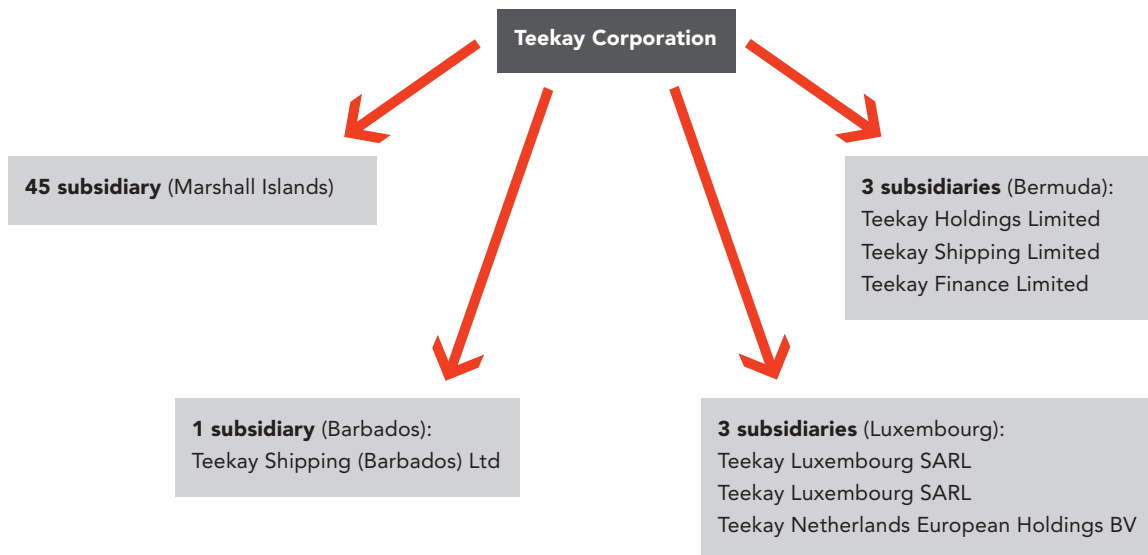 Teekay Corporation
45 subsidiary (Marshall Islands)
3 subsidiaries (Bermuda):
Teekay Holdings Limited
Teekay Shipping Limited
Teekay Finance Limited
1 subsidiary (Barbados):
Teekay Shipping (Barbados) Ltd
3 subsidiaries (Luxembourg):
Teekay Luxembourg SARL
Teekay Luxembourg SARL
Teekay Netherlands European Holdings BV